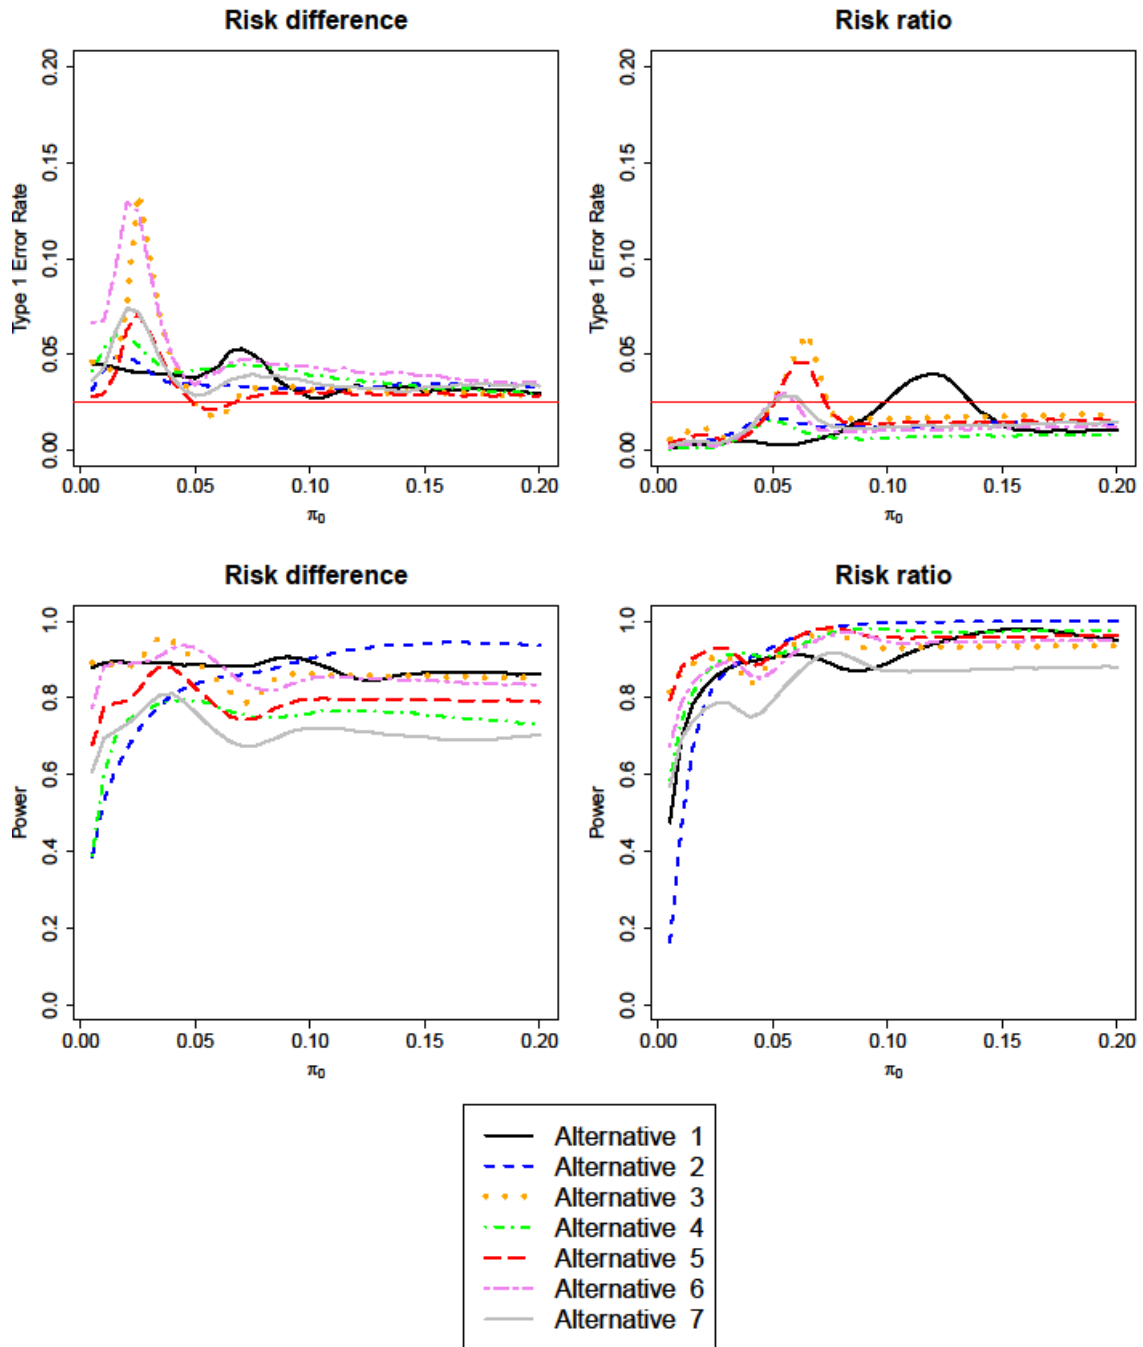 Risk difference
Risk ratio
Type 1 Error Rate
0.00 0.05 0.10 0.15 0.20
0.00 0.05 0.10 0.15 0.20
π₀
Type 1 Error Rate
0.00 0.05 0.10 0.15 0.20
0.00 0.05 0.10 0.15 0.20
π₀
Risk difference
Risk ratio
Power
0.0 0.2 0.4 0.6 0.8 1.0
0.00 0.05 0.10 0.15 0.20
π₀
Power
0.0 0.2 0.4 0.6 0.8 1.0
0.00 0.05 0.10 0.15 0.20
π₀
Alternative 1
Alternative 2
Alternative 3
Alternative 4
Alternative 5
Alternative 6
Alternative 7